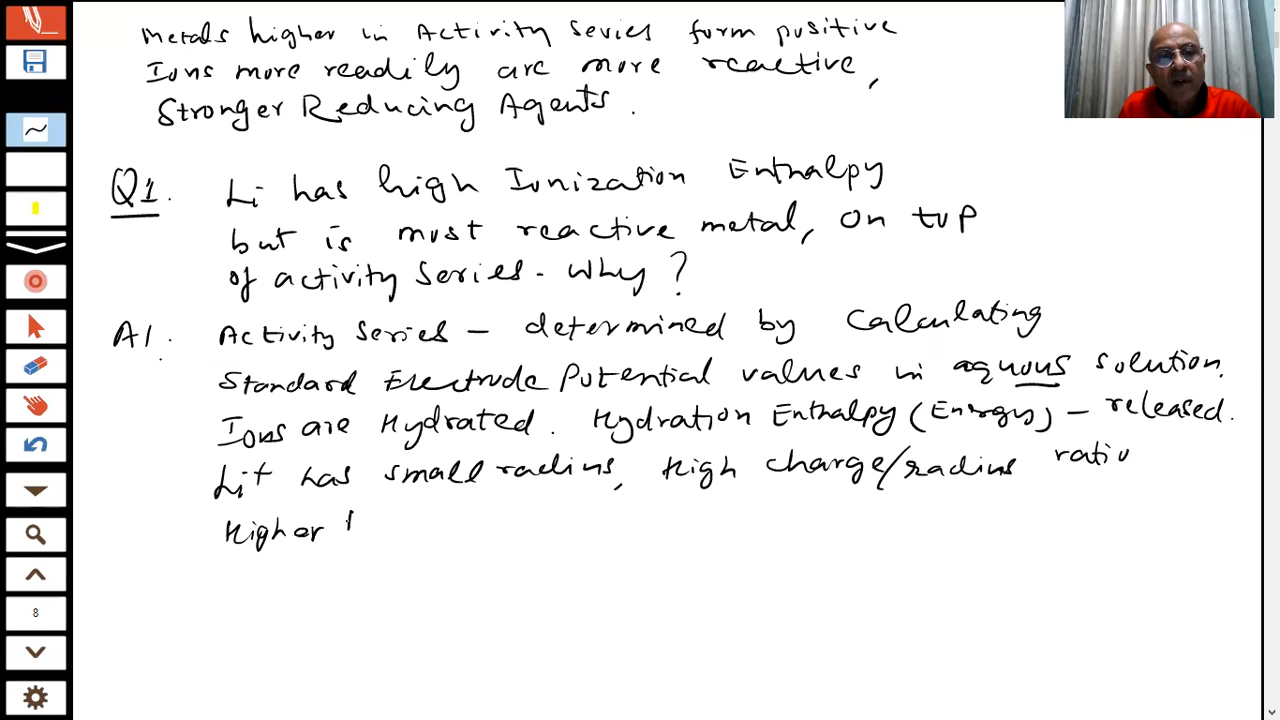 Metals higher in Activity Series form positive
Ions more readily are more reactive,
Stronger Reducing Agents.
Q1. Li has high Ionization Enthalpy
but is most reactive metal, on top
of activity series - Why?
A1. Activity Series - determined by Calculating
Standard Electrode Potential values in aquous solution.
Ions are Hydrated. Hydration Enthalpy (Energy) - released.
Li+ has small radius, High charge/radius ratio
Higher
8